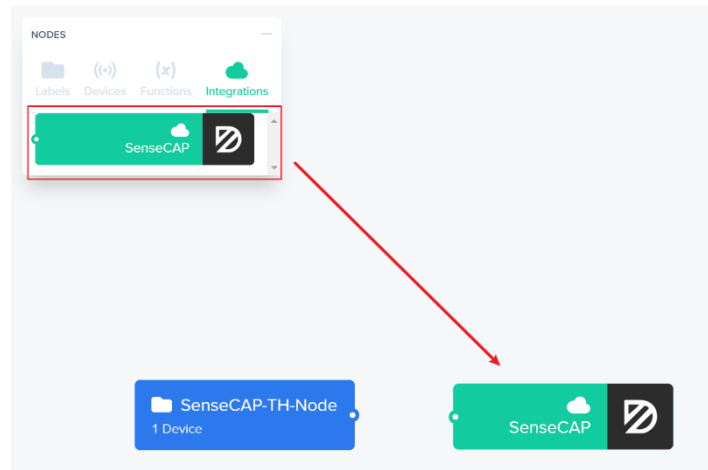 NODES
Labels Devices Functions Integrations
SenseCAP
SenseCAP-TH-Node
1 Device
SenseCAP